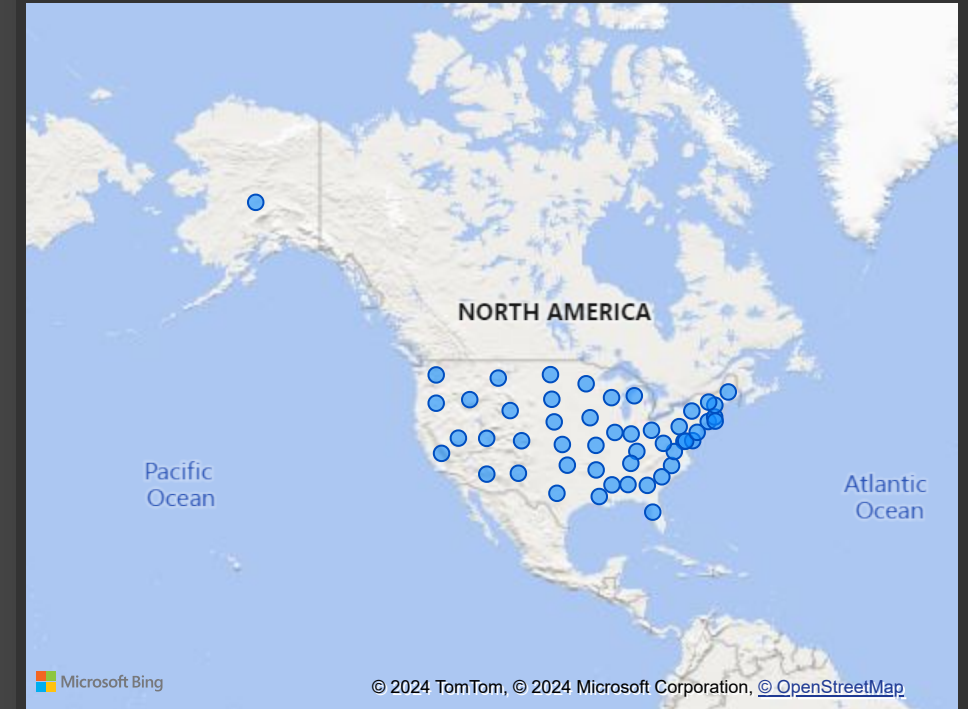 NORTH AMERICA
Pacific
Ocean
Atlantic
Ocean
Microsoft Bing
© 2024 TomTom, © 2024 Microsoft Corporation, © OpenStreetMap